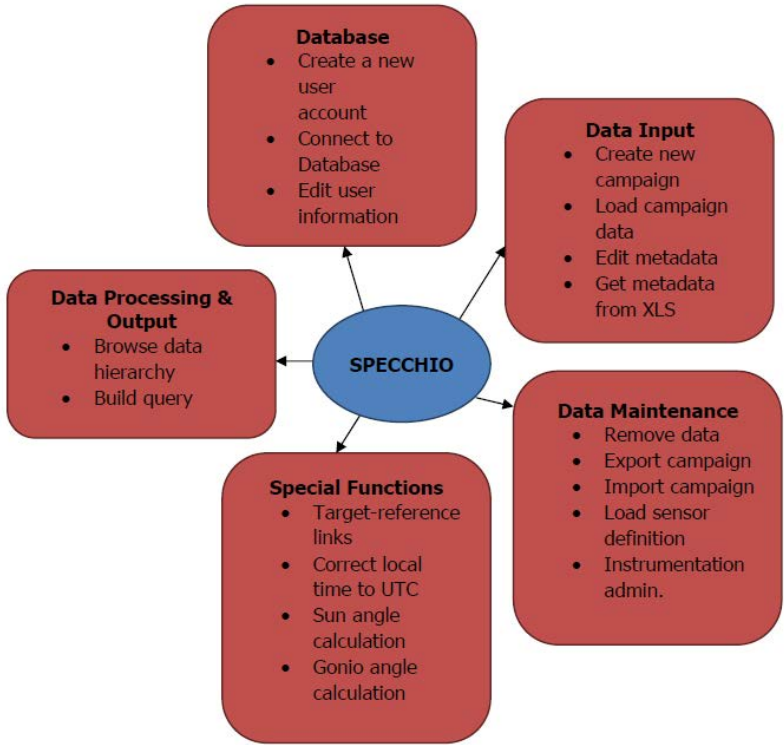 Database
• Create a new
user
account
• Connect to
Database
• Edit user
information
Data Input
• Create new
campaign
• Load campaign
data
• Edit metadata
• Get metadata
from XLS
Data Processing &
Output
• Browse data
hierarchy
• Build query
SPECCHIO
Data Maintenance
• Remove data
• Export campaign
• Import campaign
• Load sensor
definition
• Instrumentation
admin.
Special Functions
• Target-reference
links
• Correct local
time to UTC
• Sun angle
calculation
• Gonio angle
calculation